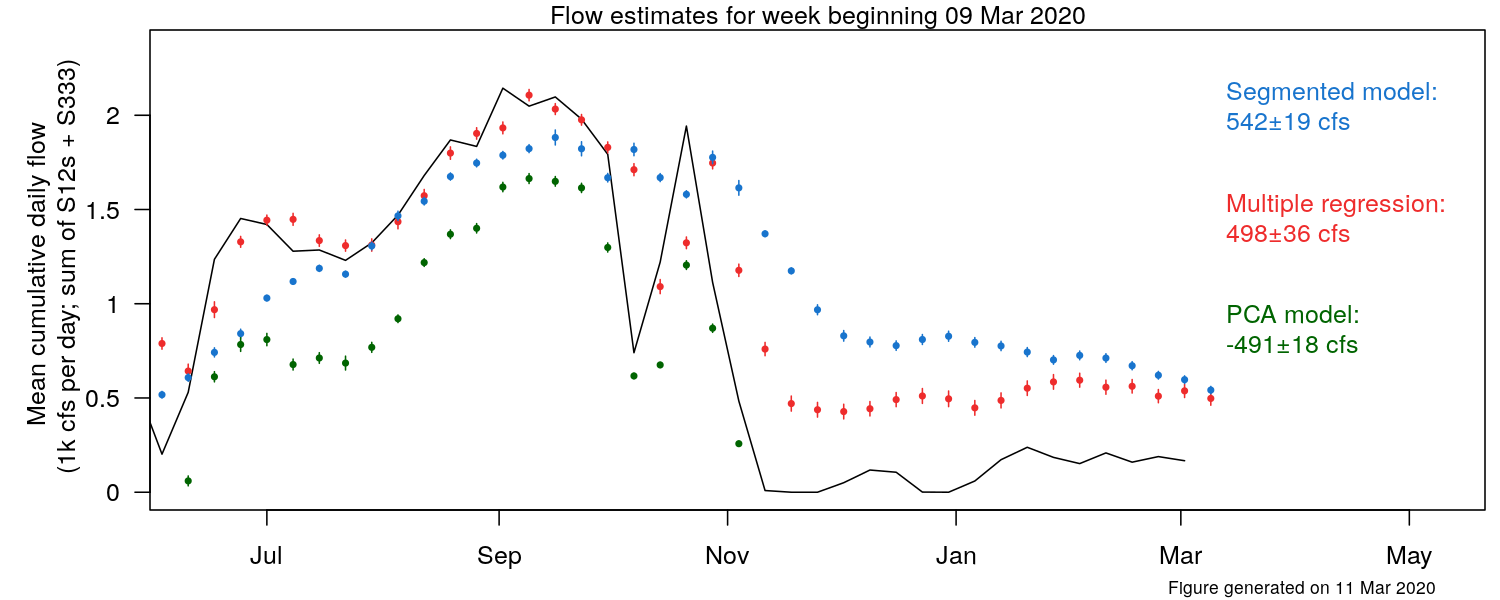 Flow estimates for week beginning 09 Mar 2020
Mean cumulative daily flow
(1k cfs per day; sum of S12s + S333)
2
1.5
1
0.5
0
Segmented model:
542±19 cfs
Multiple regression:
498±36 cfs
PCA model:
-491±18 cfs
Jul
Sep
Nov
Jan
Mar
May
Figure generated on 11 Mar 2020